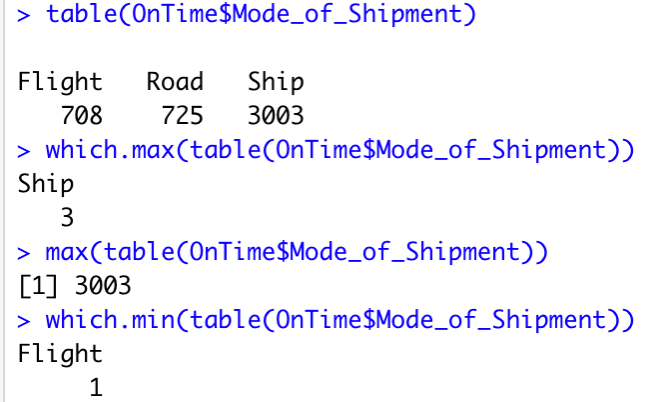 > table(OnTime$Mode_of_Shipment)
Flight   Road   Ship
   708    725   3003
> which.max(table(OnTime$Mode_of_Shipment))
Ship
   3
> max(table(OnTime$Mode_of_Shipment))
[1] 3003
> which.min(table(OnTime$Mode_of_Shipment))
Flight
     1